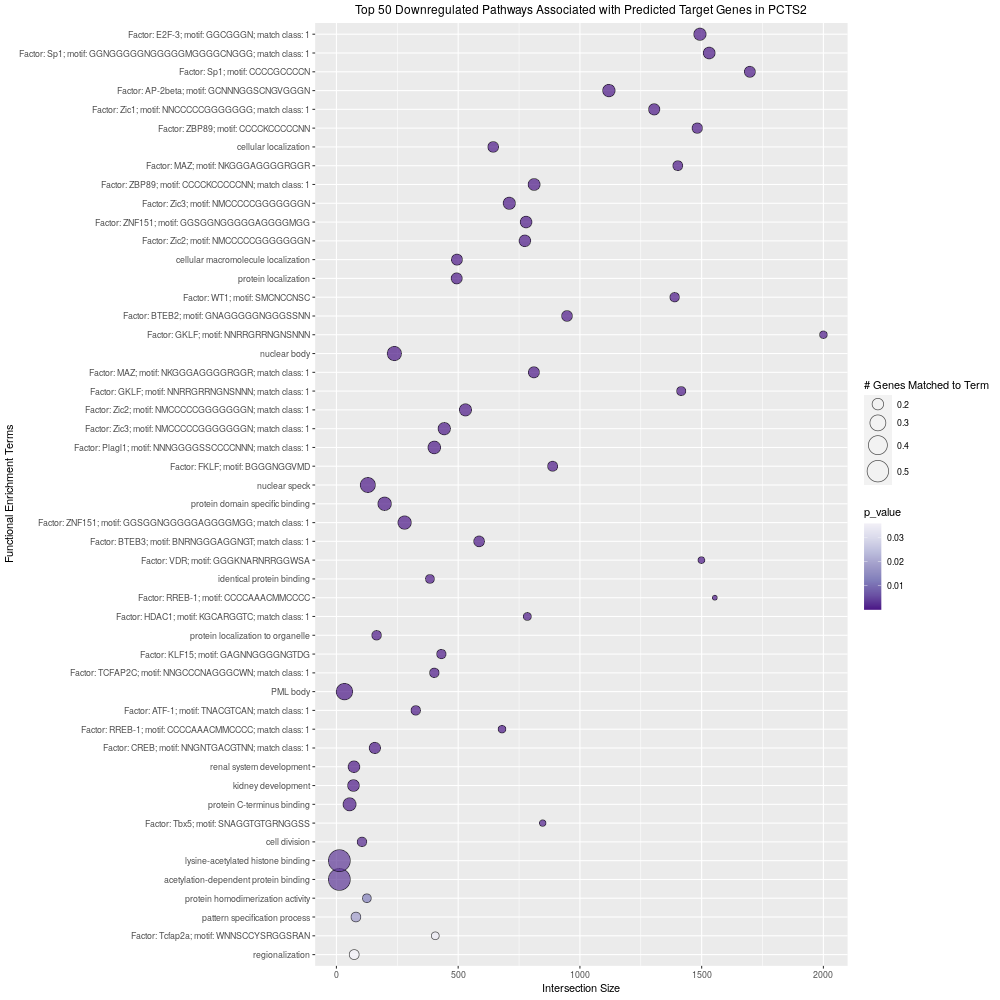 Top 50 Downregulated Pathways Associated with Predicted Target Genes in PCTS2
Factor: E2F-3; motif: GGCGGGN; match class: 1
Factor: Sp1; motif: GGNGGGGGNGGGGGMGGGGCNGGG; match class: 1
Factor: Sp1; motif: CCCCGCCCCN
Factor: AP-2beta; motif: GCNNNGGSCNGVGGGN
Factor: Zic1; motif: NNCCCCCGGGGGGG; match class: 1
Factor: ZBP89; motif: CCCCKCCCCCNN
cellular localization
Factor: MAZ; motif: NKGGGAGGGGRGGR
Factor: ZBP89; motif: CCCCKCCCCCNN; match class: 1
Factor: Zic3; motif: NMCCCCCGGGGGGGN
Factor: ZNF151; motif: GGSGGNGGGGGAGGGGMGG
Factor: Zic2; motif: NMCCCCCGGGGGGGN
cellular macromolecule localization
protein localization
Factor: WT1; motif: SMCNCCNSC
Factor: BTEB2; motif: GNAGGGGGNGGGSSNN
Factor: GKLF; motif: NNRRGRRNGNSNNN
nuclear body
Factor: MAZ; motif: NKGGGAGGGGRGGR; match class: 1
Factor: GKLF; motif: NNRRGRRNGNSNNN; match class: 1
Factor: Zic2; motif: NMCCCCCGGGGGGGN; match class: 1
Factor: Zic3; motif: NMCCCCCGGGGGGGN; match class: 1
Factor: Plagl1; motif: NNNGGGGSSCCCCNNN; match class: 1
Factor: FKLF; motif: BGGGNGGVMD
nuclear speck
protein domain specific binding
Factor: ZNF151; motif: GGSGGNGGGGGAGGGGMGG; match class: 1
Factor: BTEB3; motif: BNRNGGGAGGNGT; match class: 1
Factor: VDR; motif: GGGKNARNRRGGWSA
identical protein binding
Factor: RREB-1; motif: CCCCAAACMMCCCC
Factor: HDAC1; motif: KGCARGGTC; match class: 1
protein localization to organelle
Factor: KLF15; motif: GAGNNGGGGNGTDG
Factor: TCFAP2C; motif: NNGCCCNAGGGCWN; match class: 1
PML body
Factor: ATF-1; motif: TNACGTCAN; match class: 1
Factor: RREB-1; motif: CCCCAAACMMCCCC; match class: 1
Factor: CREB; motif: NNGNTGACGTNN; match class: 1
renal system development
kidney development
protein C-terminus binding
Factor: Tbx5; motif: SNAGGTGTGRNGGSS
cell division
lysine-acetylated histone binding
acetylation-dependent protein binding
protein homodimerization activity
pattern specification process
Factor: Tcfap2a; motif: WNNSCCYSRGGSRAN
regionalization
0
500
1000
1500
2000
Intersection Size
Functional Enrichment Terms
# Genes Matched to Term
0.2
0.3
0.4
0.5
p_value
0.03
0.02
0.01